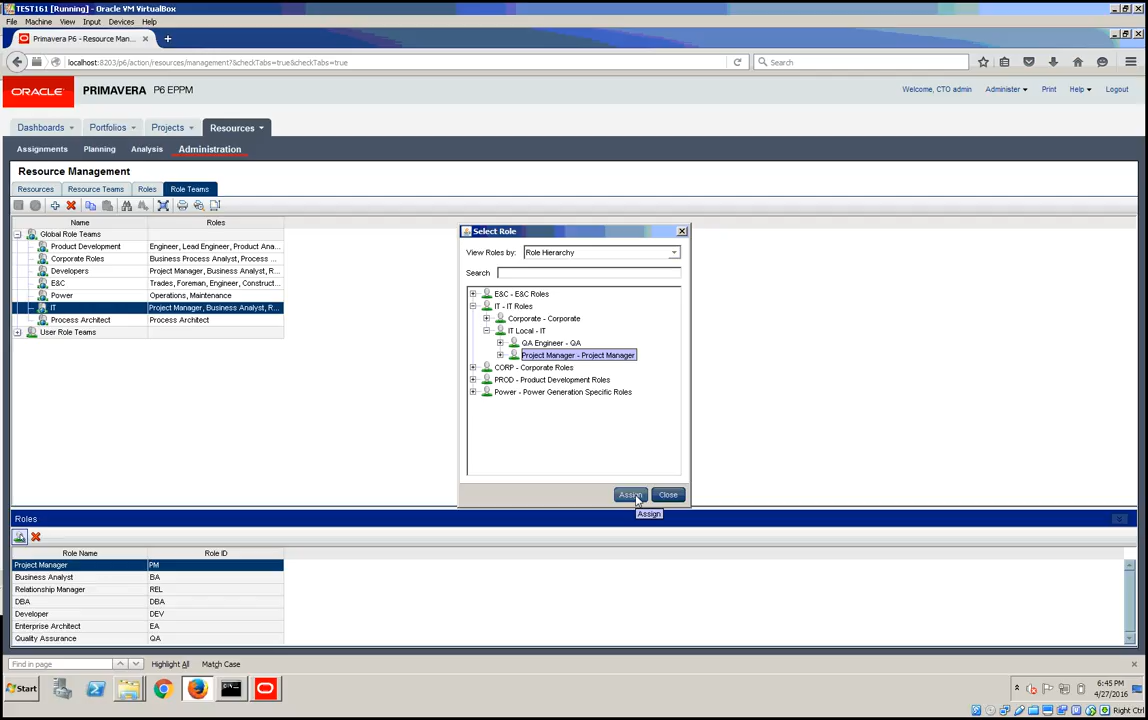 TEST161 [Running] - Oracle VM VirtualBox
File Machine View Input Devices Help
Primavera P6 - Resource Man...
localhost:8203/p6/action/resources/management?&checkTabs=true&checkTabs=true
Search
ORACLE PRIMAVERA P6 EPPM
Welcome, CTO admin Administer Print Help Logout
Dashboards Portfolios Projects Resources
Assignments Planning Analysis Administration
Resource Management
Resources Resource Teams Roles Role Teams
Name Roles
Global Role Teams
Product Development Engineer, Lead Engineer, Product Ana...
Corporate Roles Business Process Analyst, Process ...
Developers Project Manager, Business Analyst, R...
E&C Trades, Foreman, Engineer, Construct...
Power Operations, Maintenance
IT Project Manager, Business Analyst, R...
Process Architect Process Architect
User Role Teams
Select Role
View Roles by: Role Hierarchy
Search
E&C - E&C Roles
IT - IT Roles
Corporate - Corporate
IT Local - IT
QA Engineer - QA
Project Manager - Project Manager
CORP - Corporate Roles
PROD - Product Development Roles
Power - Power Generation Specific Roles
Assign Close
Assign
Roles
Role Name Role ID
Project Manager PM
Business Analyst BA
Relationship Manager REL
DBA DBA
Developer DEV
Enterprise Architect EA
Quality Assurance QA
Find in page Highlight All Match Case
Start
6:45 PM
4/27/2016
Right Ctrl